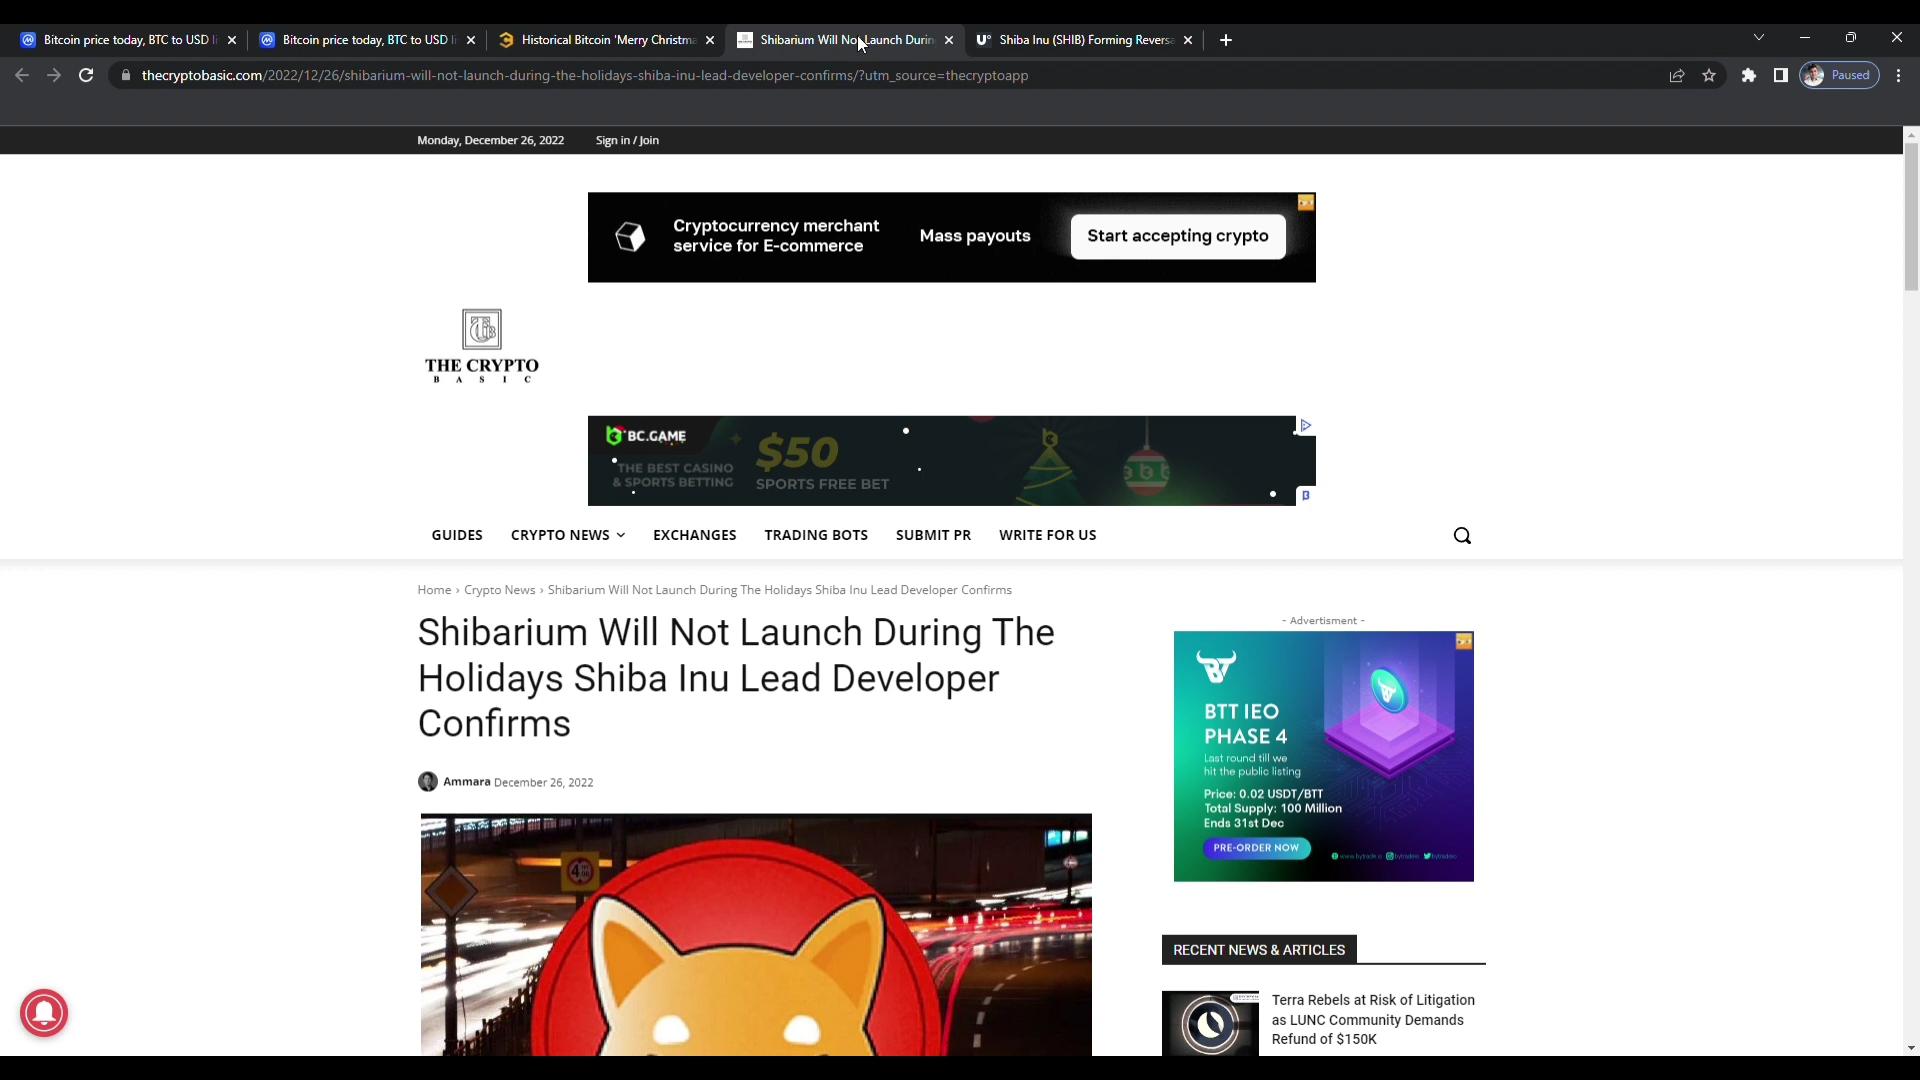 Bitcoin price today, BTC to USD li
Bitcoin price today, BTC to USD li
Historical Bitcoin 'Merry Christma
Shibarium Will Not Launch Durin
Shiba Inu (SHIB) Forming Reversa
thecryptobasic.com/2022/12/26/shibarium-will-not-launch-during-the-holidays-shiba-inu-lead-developer-confirms/?utm_source=thecryptoapp
Paused
Monday, December 26, 2022
Sign in / Join
Cryptocurrency merchant
service for E-commerce
Mass payouts
Start accepting crypto
THE CRYPTO
BASIC
BC.GAME
THE BEST CASINO
& SPORTS BETTING
$50
SPORTS FREE BET
GUIDES
CRYPTO NEWS
EXCHANGES
TRADING BOTS
SUBMIT PR
WRITE FOR US
Home › Crypto News › Shibarium Will Not Launch During The Holidays Shiba Inu Lead Developer Confirms
Shibarium Will Not Launch During The
Holidays Shiba Inu Lead Developer
Confirms
Ammara December 26, 2022
- Advertisment -
BTT IEO
PHASE 4
Last round till we
hit the public listing
Price: 0.02 USDT/BTT
Total Supply: 100 Million
Ends 31st Dec
PRE-ORDER NOW
RECENT NEWS & ARTICLES
Terra Rebels at Risk of Litigation
as LUNC Community Demands
Refund of $150K